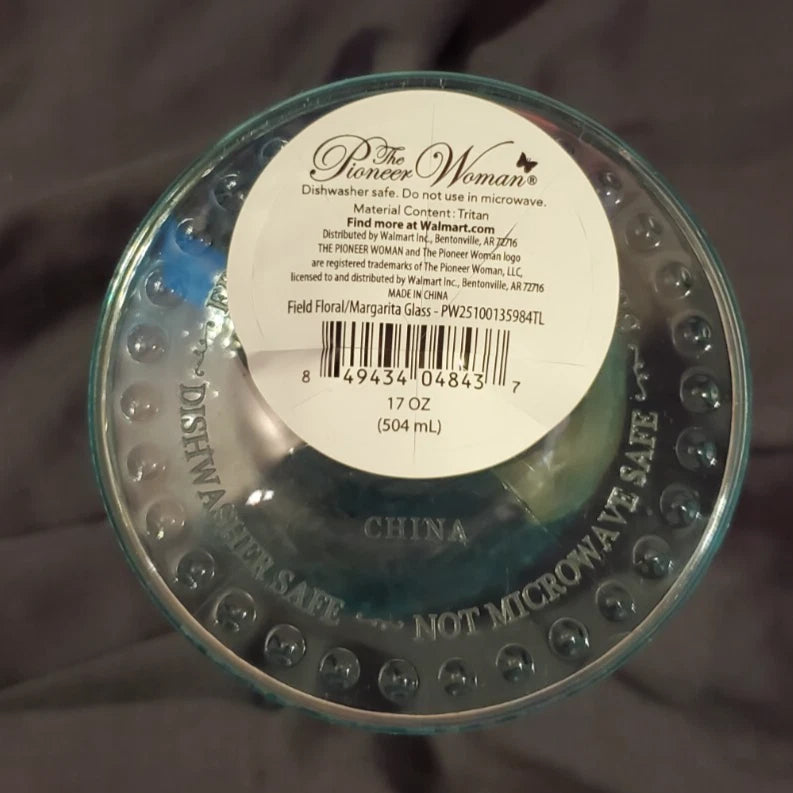 The
Pioneer Woman®
Dishwasher safe. Do not use in microwave.
Material Content: Tritan
Find more at Walmart.com
Distributed by Walmart Inc., Bentonville, AR 72716
THE PIONEER WOMAN and The Pioneer Woman logo
are registered trademarks of The Pioneer Woman, LLC,
licensed to and distributed by Walmart Inc., Bentonville, AR 72716
MADE IN CHINA
Field Floral/Margarita Glass - PW25100135984TL
8 49434 04843 7
17 OZ
(504 mL)
CHINA
DISHWASHER SAFE
NOT MICROWAVE SAFE